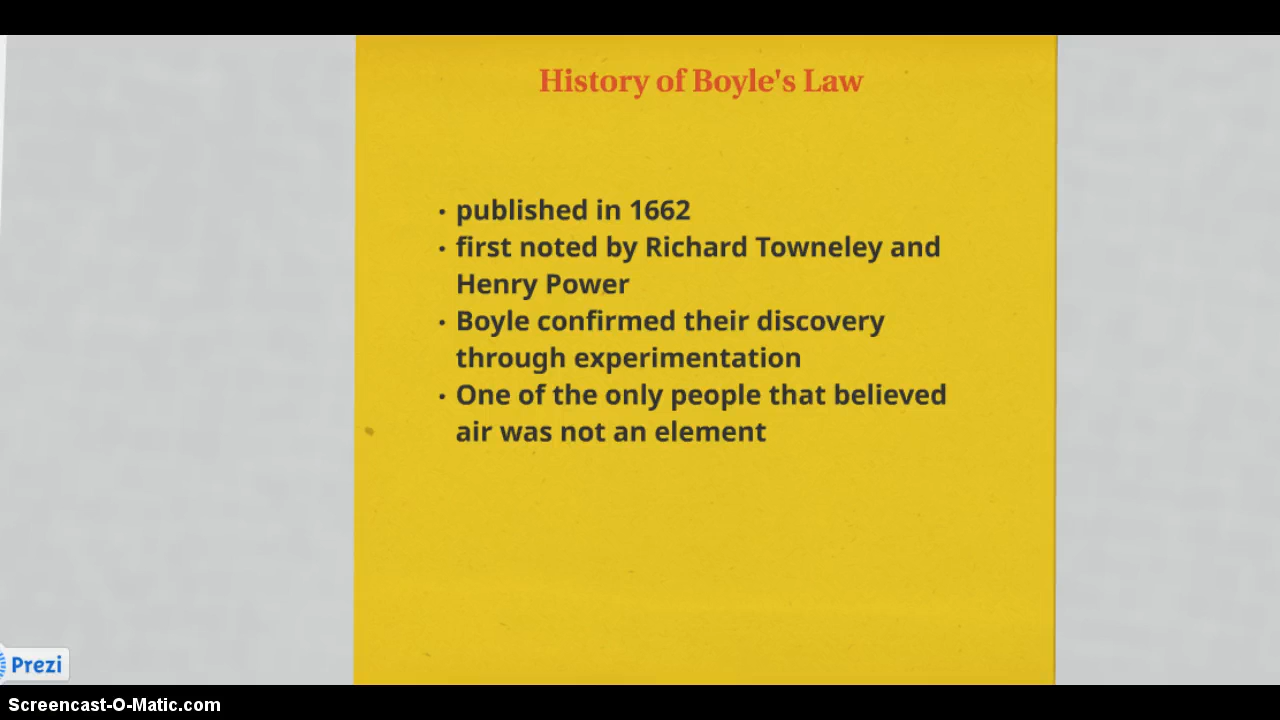 History of Boyle's Law
• published in 1662
• first noted by Richard Towneley and
Henry Power
• Boyle confirmed their discovery
through experimentation
• One of the only people that believed
air was not an element
Prezi
Screencast-O-Matic.com